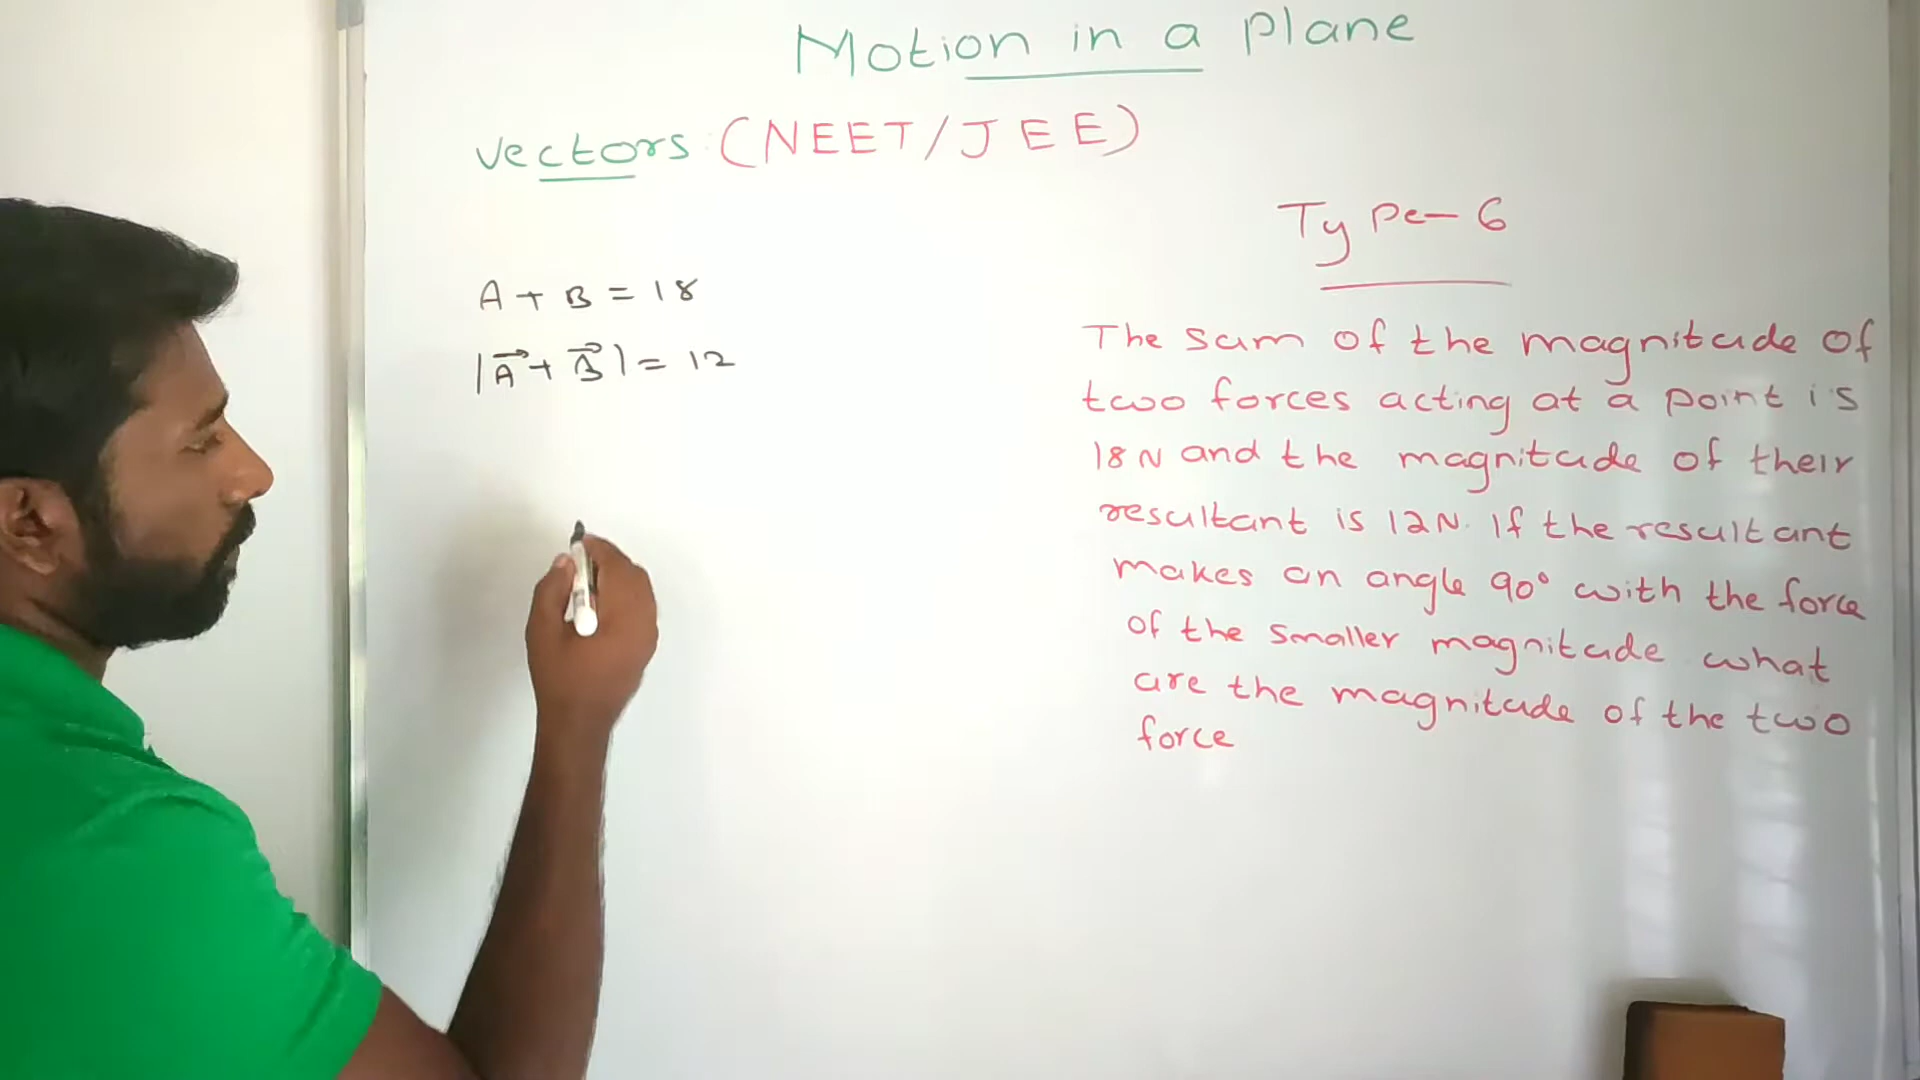 Motion in a plane
vectors (NEET/JEE)
Type-6
A + B = 18
|A⃗ + B⃗| = 12
The sum of the magnitude of
two forces acting at a point is
18 N and the magnitude of their
resultant is 12 N. If the resultant
makes an angle 90° with the force
of the smaller magnitude what
are the magnitude of the two
force